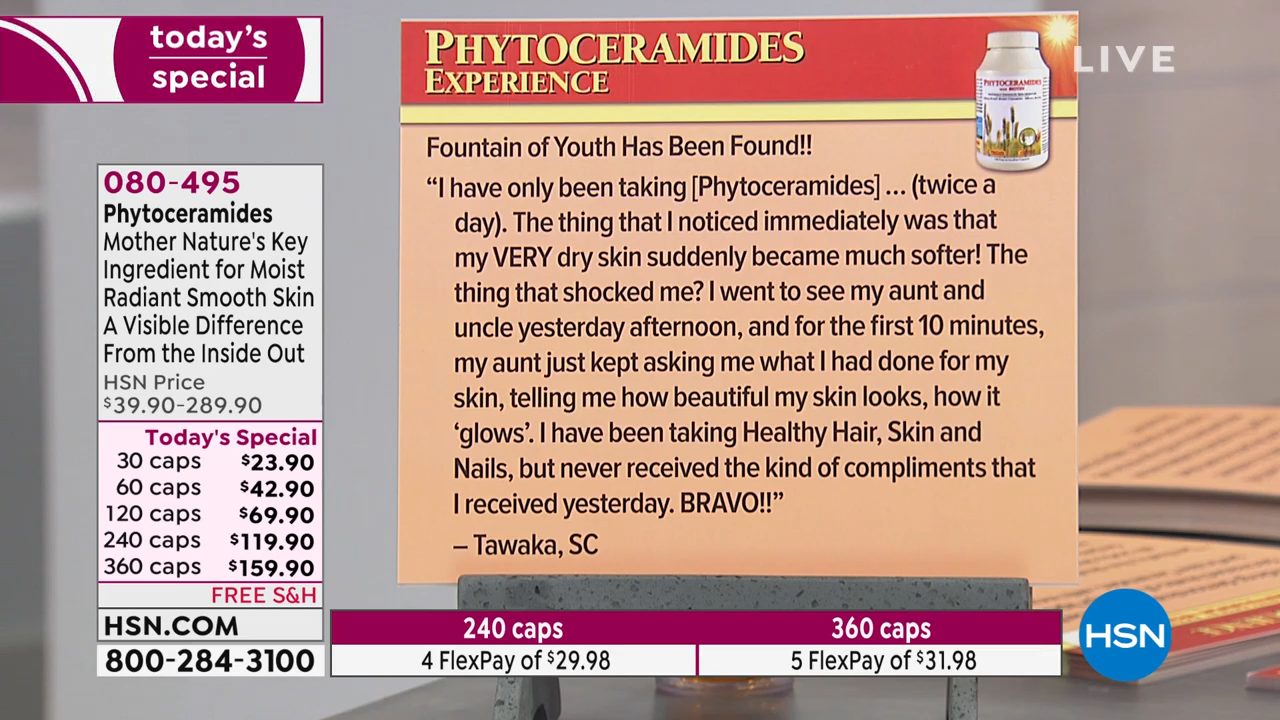 today's
special
080-495
Phytoceramides
Mother Nature's Key
Ingredient for Moist
Radiant Smooth Skin
A Visible Difference
From the Inside Out
HSN Price
$39.90-289.90
Today's Special
30 caps $23.90
60 caps $42.90
120 caps $69.90
240 caps $119.90
360 caps $159.90
FREE S&H
HSN.COM
800-284-3100
PHYTOCERAMIDES
EXPERIENCE
PHYTOCERAMIDES
LIVE
Fountain of Youth Has Been Found!!
“I have only been taking [Phytoceramides] ... (twice a
day). The thing that I noticed immediately was that
my VERY dry skin suddenly became much softer! The
thing that shocked me? I went to see my aunt and
uncle yesterday afternoon, and for the first 10 minutes,
my aunt just kept asking me what I had done for my
skin, telling me how beautiful my skin looks, how it
‘glows’. I have been taking Healthy Hair, Skin and
Nails, but never received the kind of compliments that
I received yesterday. BRAVO!!”
– Tawaka, SC
240 caps 360 caps
4 FlexPay of $29.98 5 FlexPay of $31.98
HSN